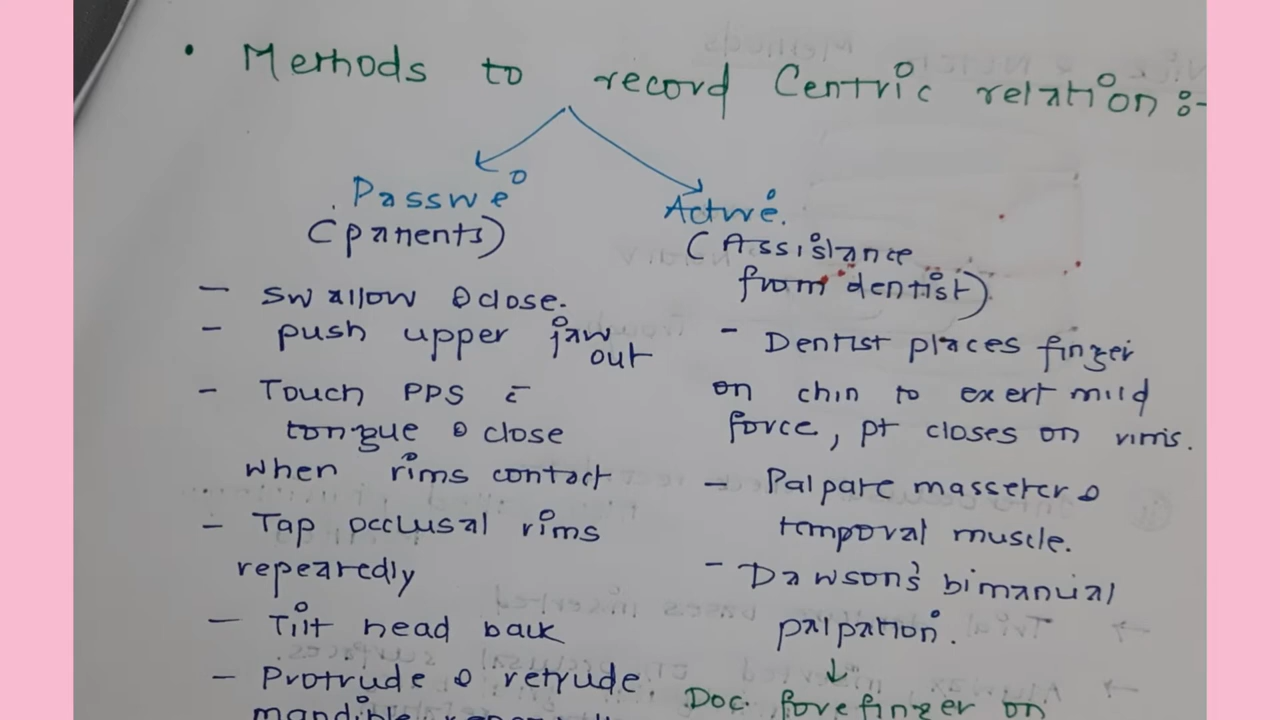 • Methods to record Centric relation :-
Passive
(patients)
- swallow & close.
- push upper jaw
out
- Touch PPS c̄
tongue & close
when rims contact
- Tap occlusal rims
repeatedly
- Tilt head back
- Protrude & retrude
mandible
Active.
(Assistance
from dentist)
- Dentist places finger
on chin to exert mild
force, pt closes on rims.
- Palpate masseter &
temporal muscle.
- Dawson's bimanual
palpation.
↓
Doc. forefinger on